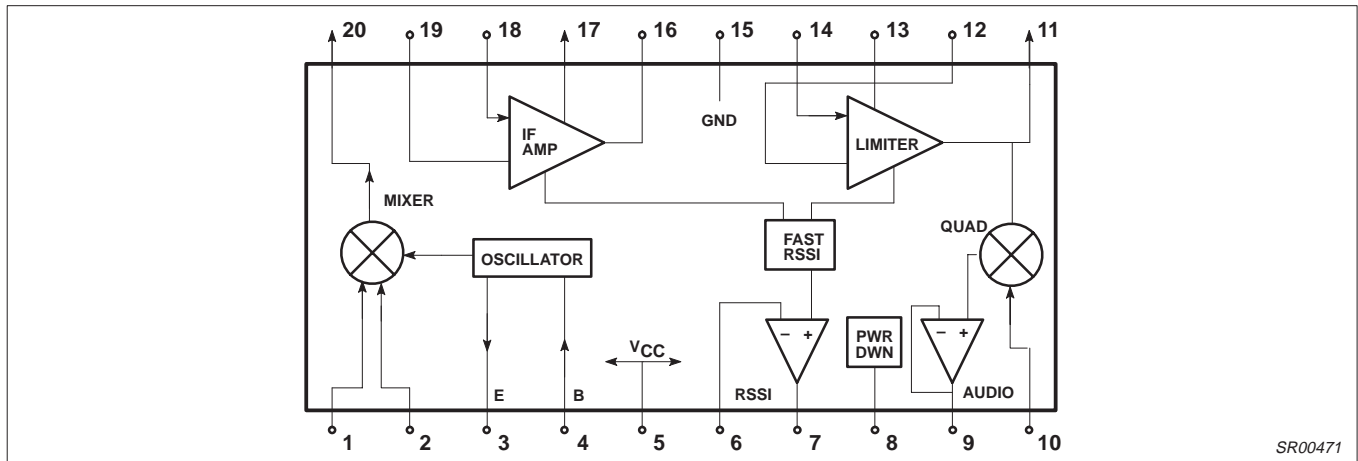 20 19 18 17 16 15 14 13 12 11
IF
AMP
GND
LIMITER
MIXER
FAST
RSSI
QUAD
OSCILLATOR
– +
PWR
DWN
– +
VCC
E B RSSI AUDIO
1 2 3 4 5 6 7 8 9 10
SR00471